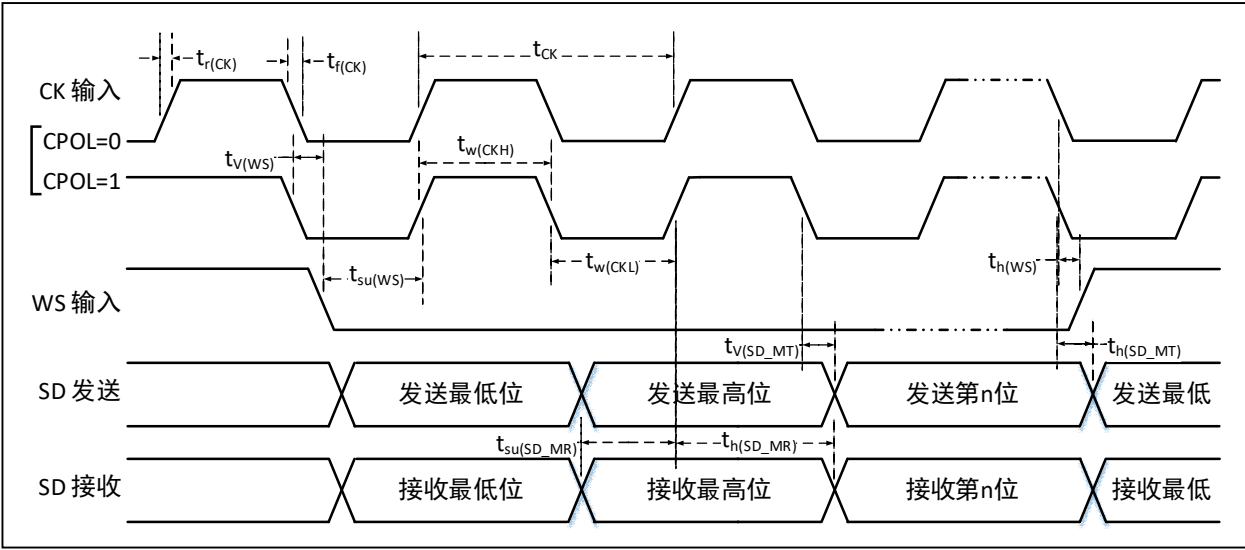 tr(CK)
tf(CK)
tCK
CK 输入
CPOL=0
tV(WS)
tw(CKH)
CPOL=1
tsu(WS)
tw(CKL)
th(WS)
WS 输入
tV(SD_MT)
th(SD_MT)
SD 发送
发送最低位
发送最高位
发送第n位
发送最低
tsu(SD_MR)
th(SD_MR)
SD 接收
接收最低位
接收最高位
接收第n位
接收最低